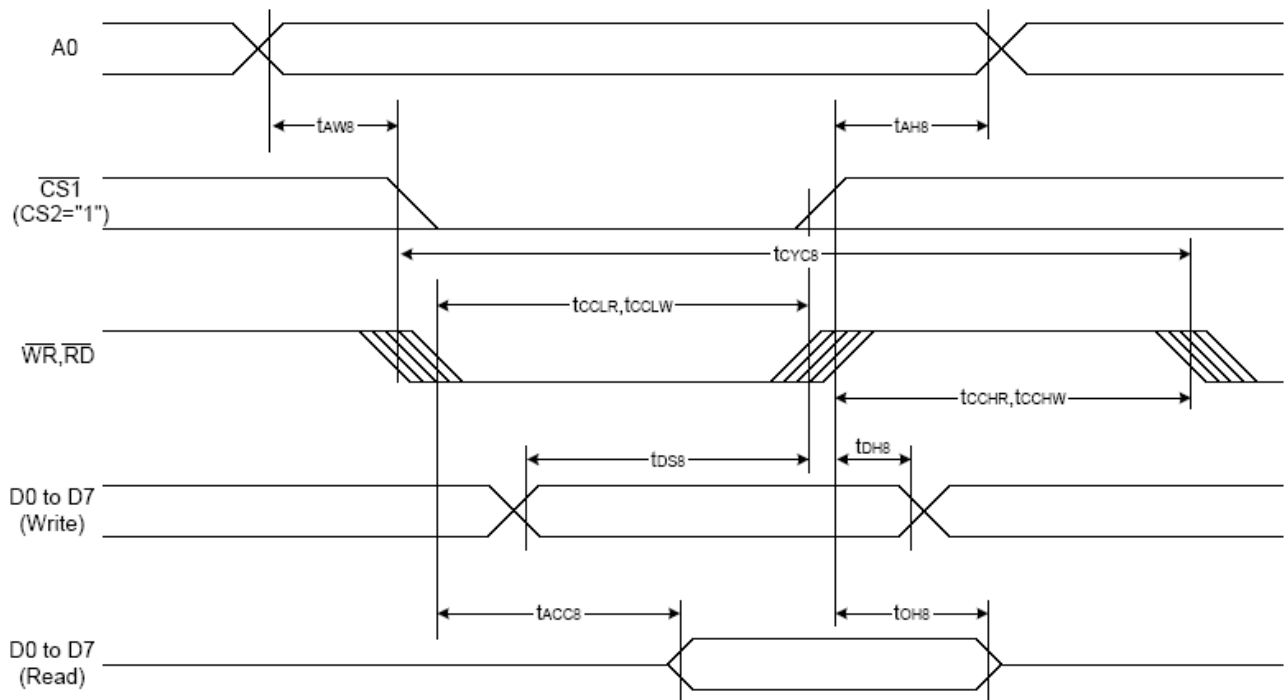 A0
tAW8
tAH8
CS1
(CS2="1")
tCYC8
tCCLR,tCCLW
WR,RD
tCCHR,tCCHW
tDS8
tDH8
D0 to D7
(Write)
tACC8
tOH8
D0 to D7
(Read)